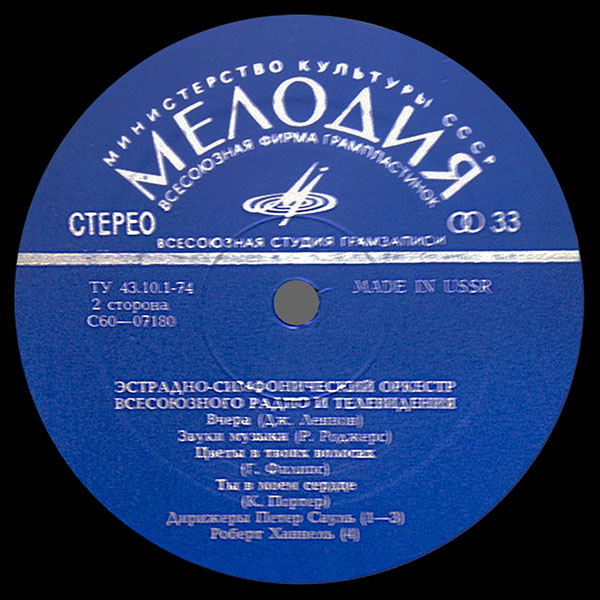 МИНИСТЕРСТВО КУЛЬТУРЫ СССР
МЕЛОДИЯ
ВСЕСОЮЗНАЯ ФИРМА ГРАМПЛАСТИНОК
СТЕРЕО
33
ВСЕСОЮЗНАЯ СТУДИЯ ГРАМЗАПИСИ
ТУ 43.10.1-74
MADE IN USSR
2 сторона
С60—07180
ЭСТРАДНО-СИМФОНИЧЕСКИЙ ОРКЕСТР
ВСЕСОЮЗНОГО РАДИО И ТЕЛЕВИДЕНИЯ
Вчера (Дж. Леннон)
Звуки музыки (Р. Роджерс)
Цветы в твоих волосах
(Г. Филипс)
Ты в моем сердце
(К. Портер)
Дирижеры Петер Сауль (1—3)
Роберт Ханнель (4)